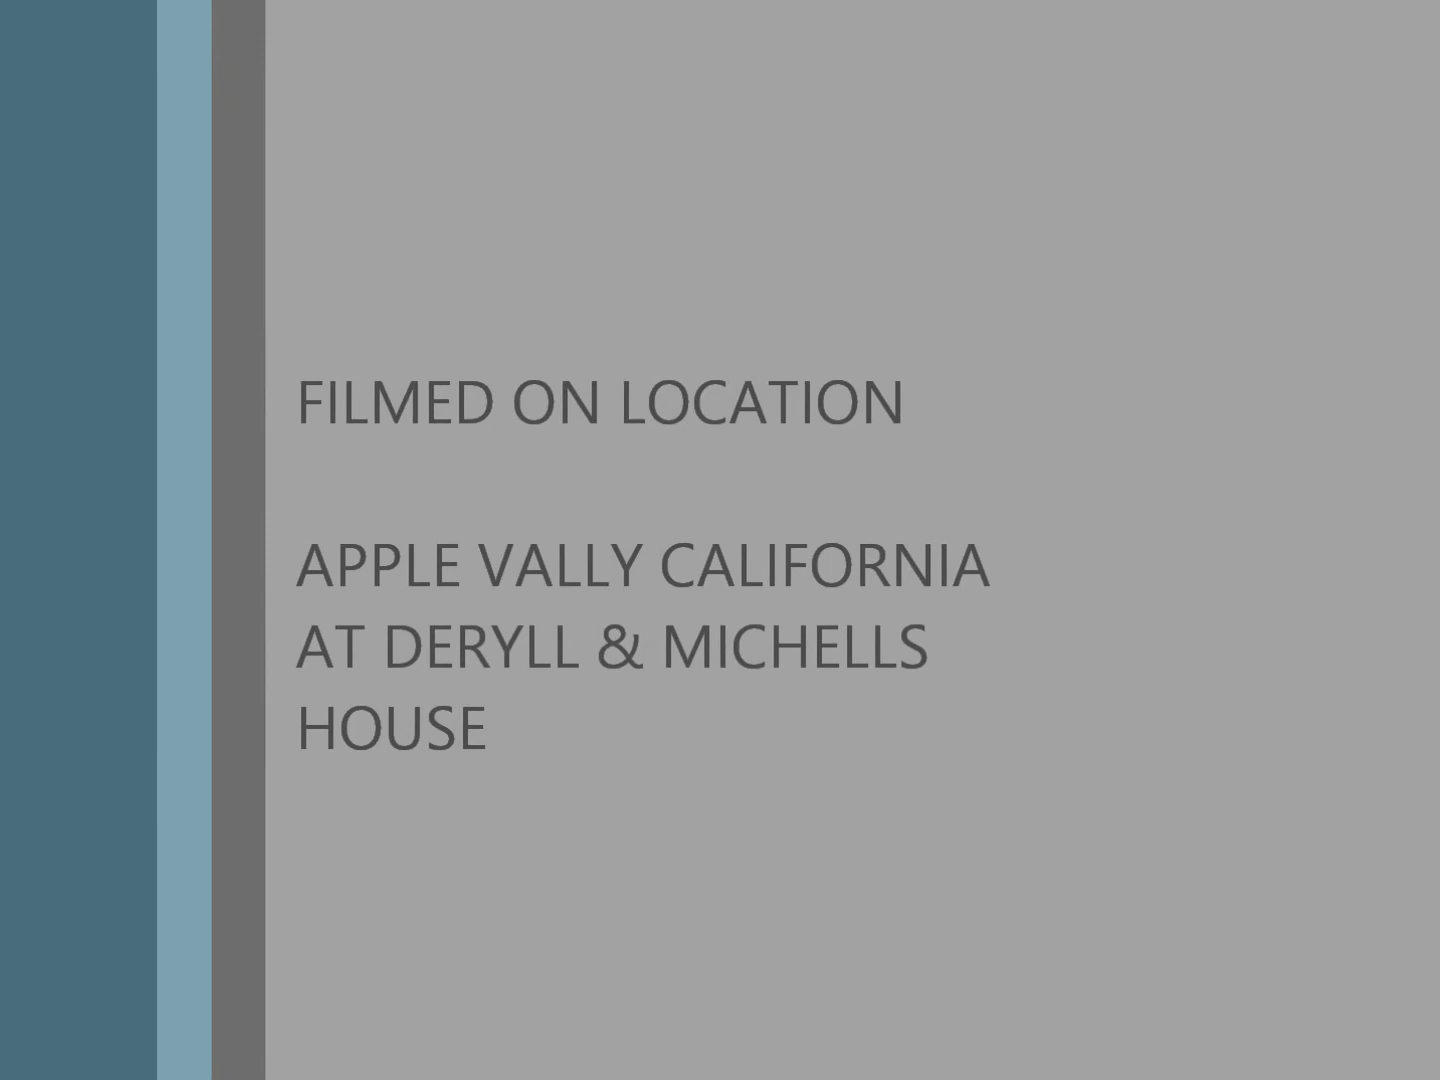 FILMED ON LOCATION
APPLE VALLY CALIFORNIA
AT DERYLL & MICHELLS
HOUSE